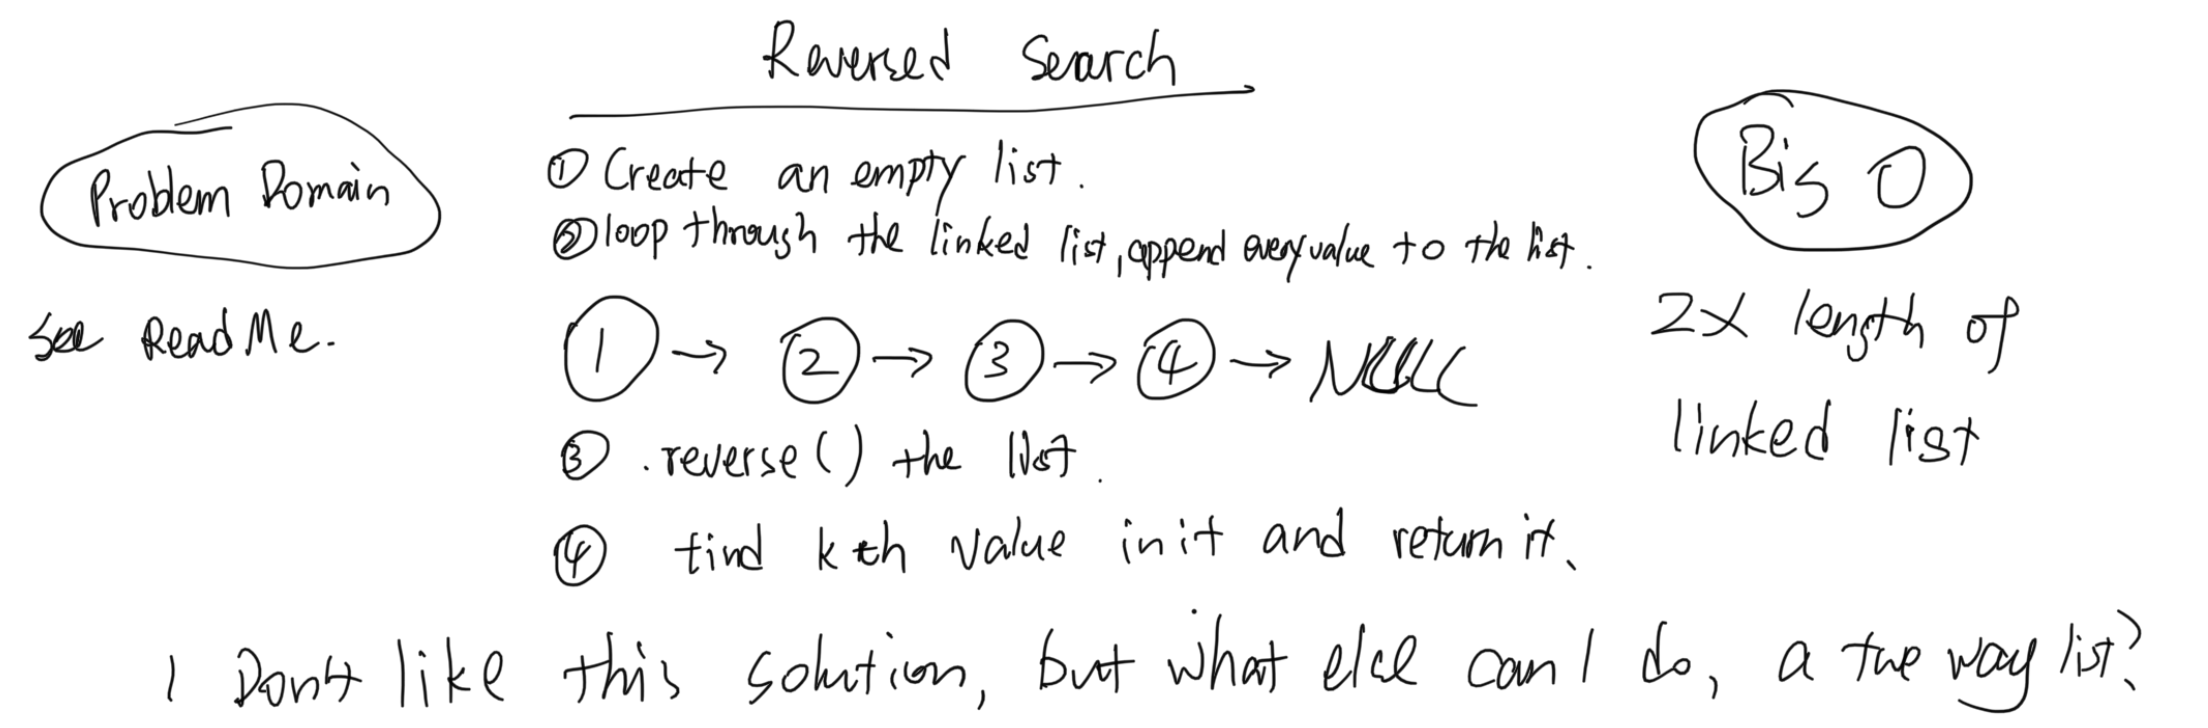 Reversed Search
Problem Domain
See ReadMe.
① Create an empty list.
② loop through the linked list, append every value to the list.
1 → 2 → 3 → 4 → NULL
③ .reverse() the list.
④ find kth value in it and return it.
Big O
2x length of
linked list
I Don't like this solution, but what else can I do, a two way list?